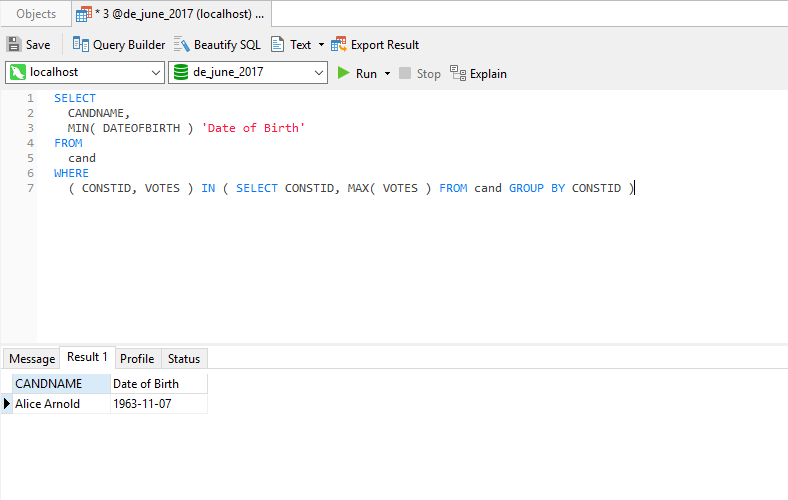 Objects * 3 @de_june_2017 (localhost) ...
Save Query Builder Beautify SQL Text Export Result
localhost de_june_2017 Run Stop Explain
1 SELECT
2 CANDNAME,
3 MIN( DATEOFBIRTH ) 'Date of Birth'
4 FROM
5 cand
6 WHERE
7 ( CONSTID, VOTES ) IN ( SELECT CONSTID, MAX( VOTES ) FROM cand GROUP BY CONSTID )
Message Result 1 Profile Status
CANDNAME Date of Birth
Alice Arnold 1963-11-07